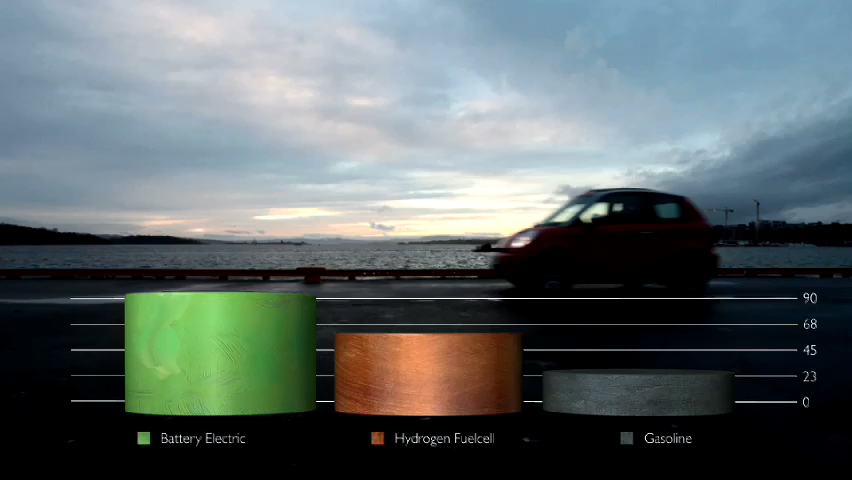 90
68
45
23
0
Battery Electric
Hydrogen Fuelcell
Gasoline